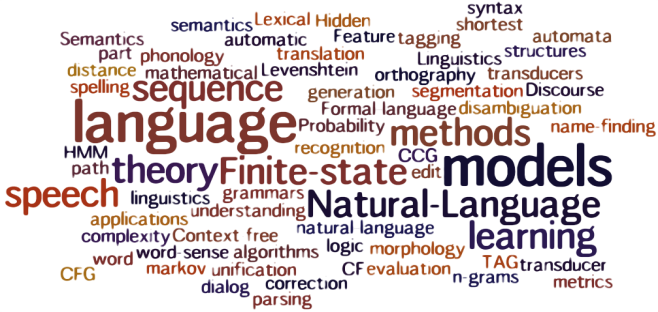 syntax
semantics Lexical Hidden shortest
Semantics automatic Feature tagging automata
part phonology translation Linguistics structures
distance mathematical Levenshtein orthography transducers
spelling sequence generation segmentation Discourse
language Formal language disambiguation
Probability methods name-finding
HMM recognition CCG models
path theory Finite-state edit
speech linguistics grammars Natural-Language
applications understanding
complexity Context free natural language learning
word word-sense algorithms logic morphology
CFG markov unification CF evaluation TAG transducer
dialog correction n-grams metrics
parsing